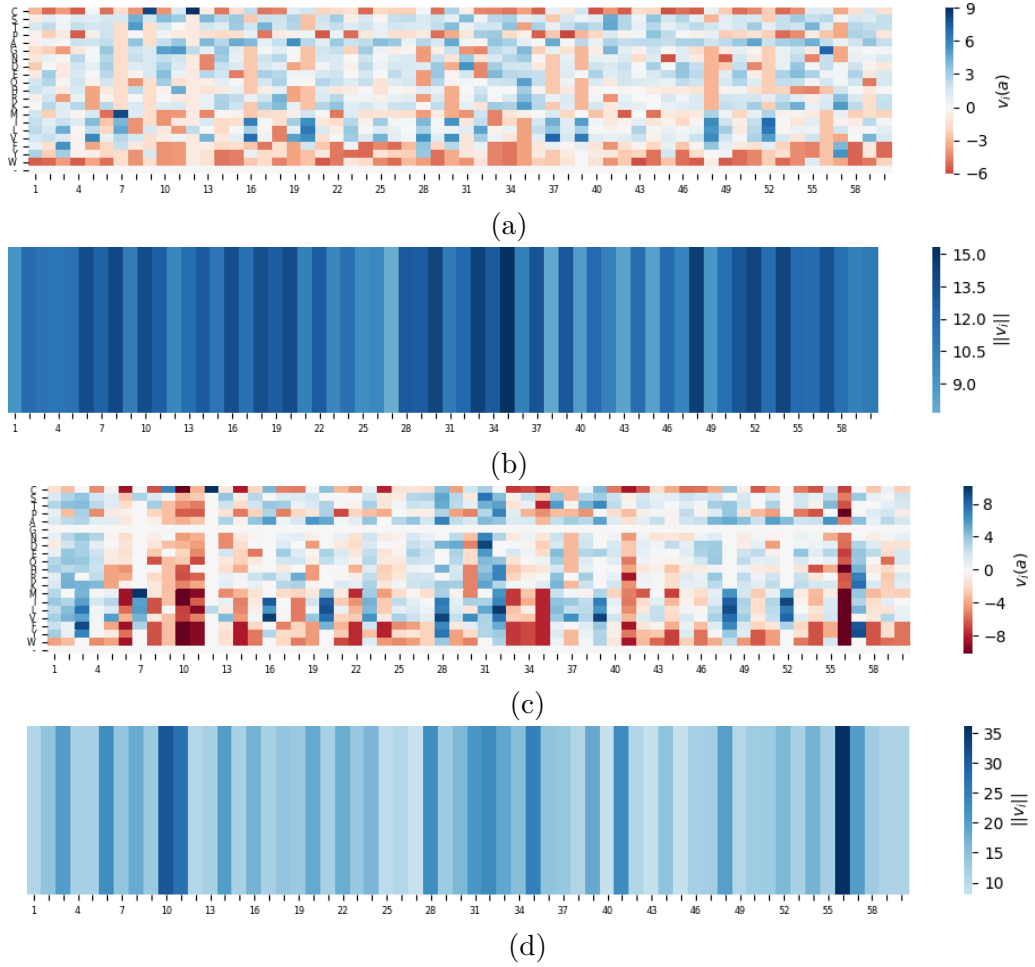 C
P
A
M
W
-
1 4 7 10 13 16 19 22 25 28 31 34 37 40 43 46 49 52 55 58
9
6
3
0
−3
−6
v_i(a)
(a)
1 4 7 10 13 16 19 22 25 28 31 34 37 40 43 46 49 52 55 58
15.0
13.5
12.0
10.5
9.0
||v_i||
(b)
C
P
A
M
W
-
1 4 7 10 13 16 19 22 25 28 31 34 37 40 43 46 49 52 55 58
8
4
0
−4
−8
v_i(a)
(c)
1 4 7 10 13 16 19 22 25 28 31 34 37 40 43 46 49 52 55 58
35
30
25
20
15
10
||v_i||
(d)